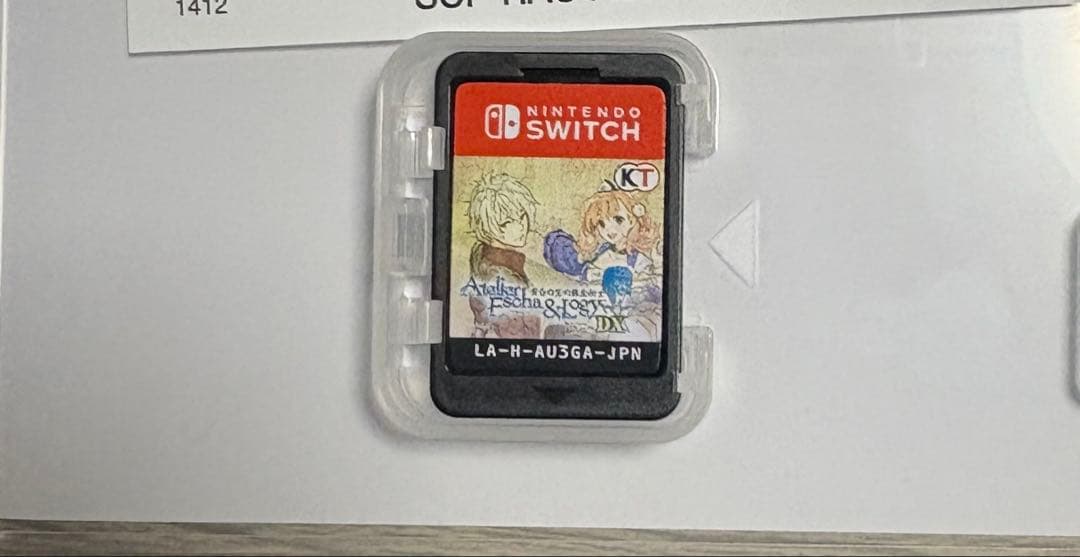 1412
NINTENDO
SWITCH
KT
Atelier
Escha & Logy
DX
LA-H-AU3GA-JPN